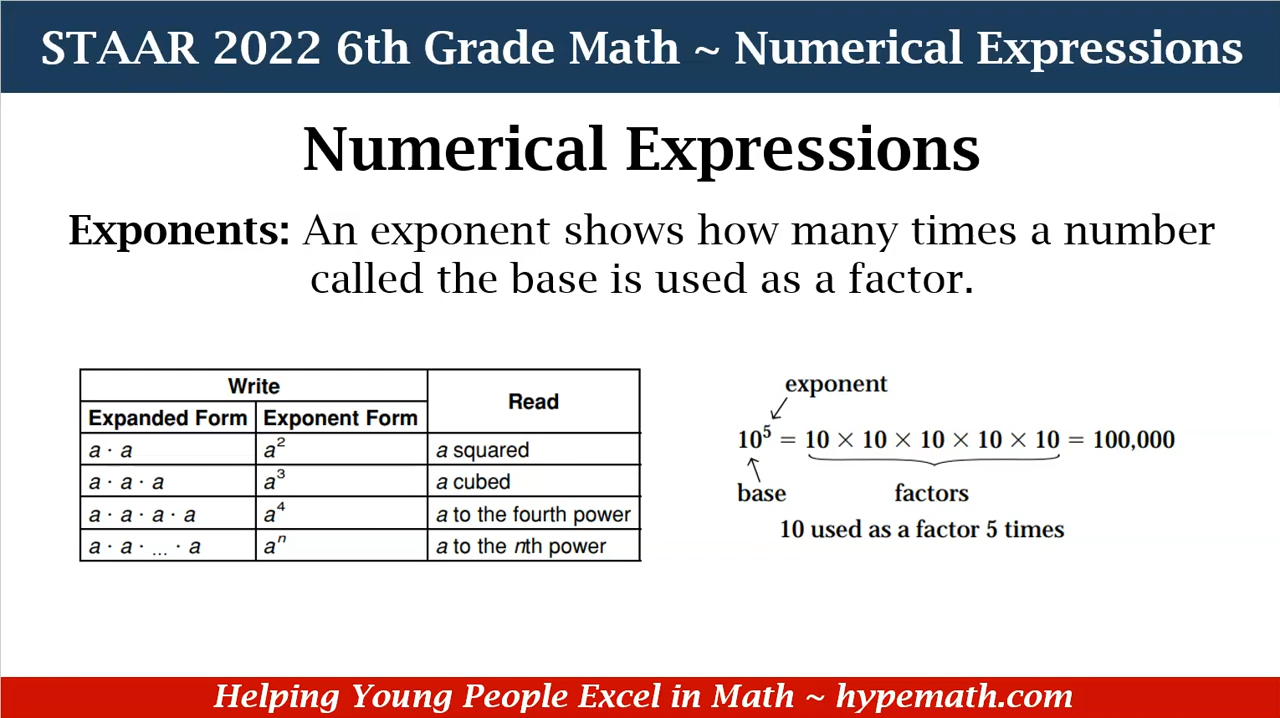 STAAR 2022 6th Grade Math ~ Numerical Expressions
Numerical Expressions
Exponents: An exponent shows how many times a number
called the base is used as a factor.
Write Read
Expanded Form Exponent Form
a · a a² a squared
a · a · a a³ a cubed
a · a · a · a a⁴ a to the fourth power
a · a · ... · a aⁿ a to the nth power
exponent
10⁵ = 10 × 10 × 10 × 10 × 10 = 100,000
base factors
10 used as a factor 5 times
Helping Young People Excel in Math ~ hypemath.com